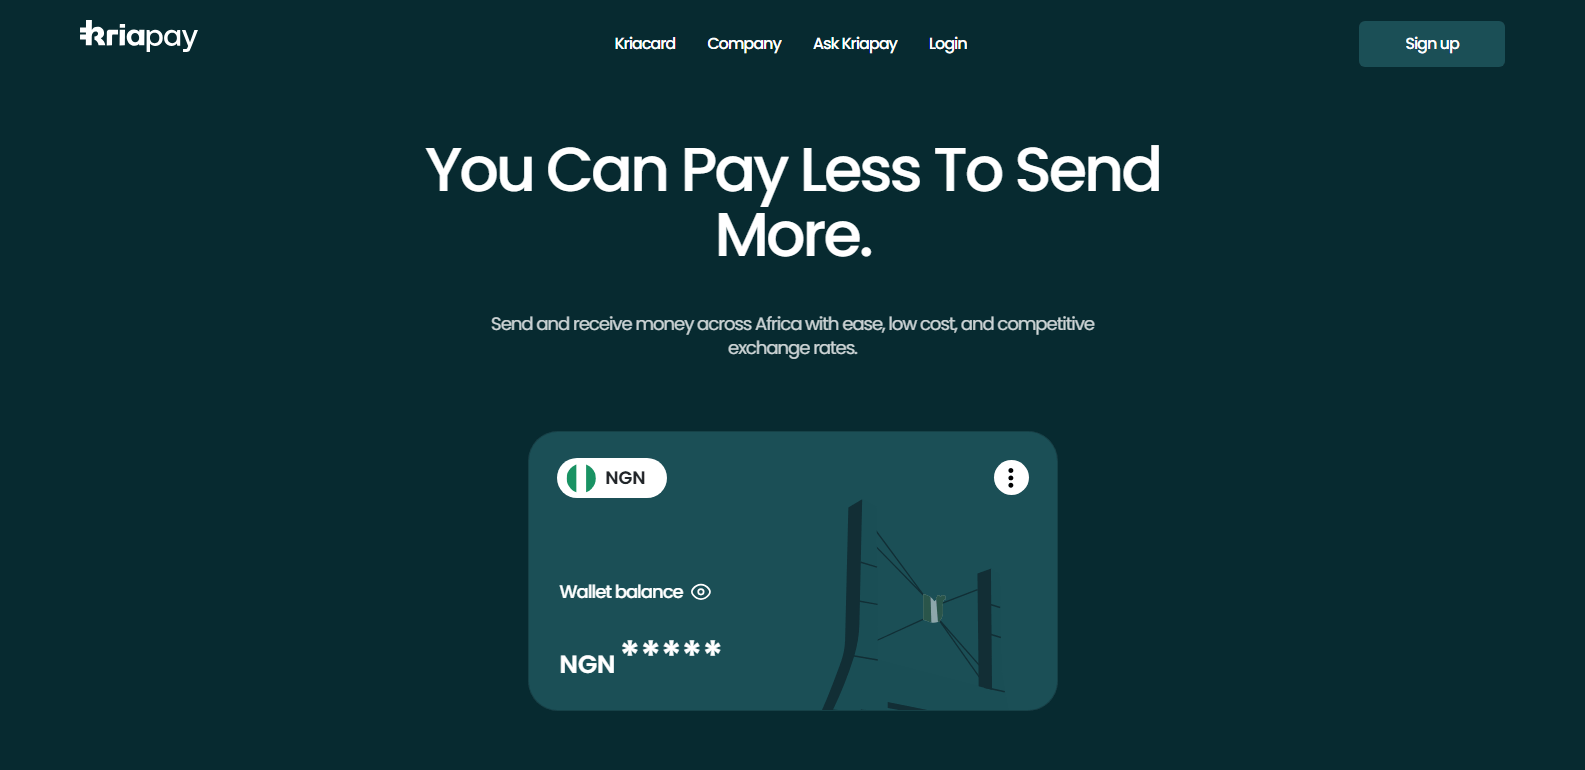 kriapay
Kriacard Company Ask Kriapay Login
Sign up
You Can Pay Less To Send
More.
Send and receive money across Africa with ease, low cost, and competitive
exchange rates.
NGN
Wallet balance
NGN *****